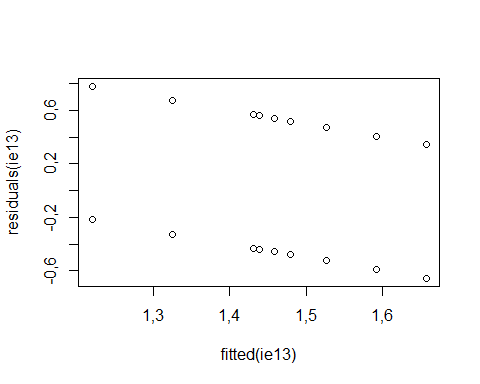 residuals(ie13)
0,6
0,2
-0,2
-0,6
1,3 1,4 1,5 1,6
fitted(ie13)